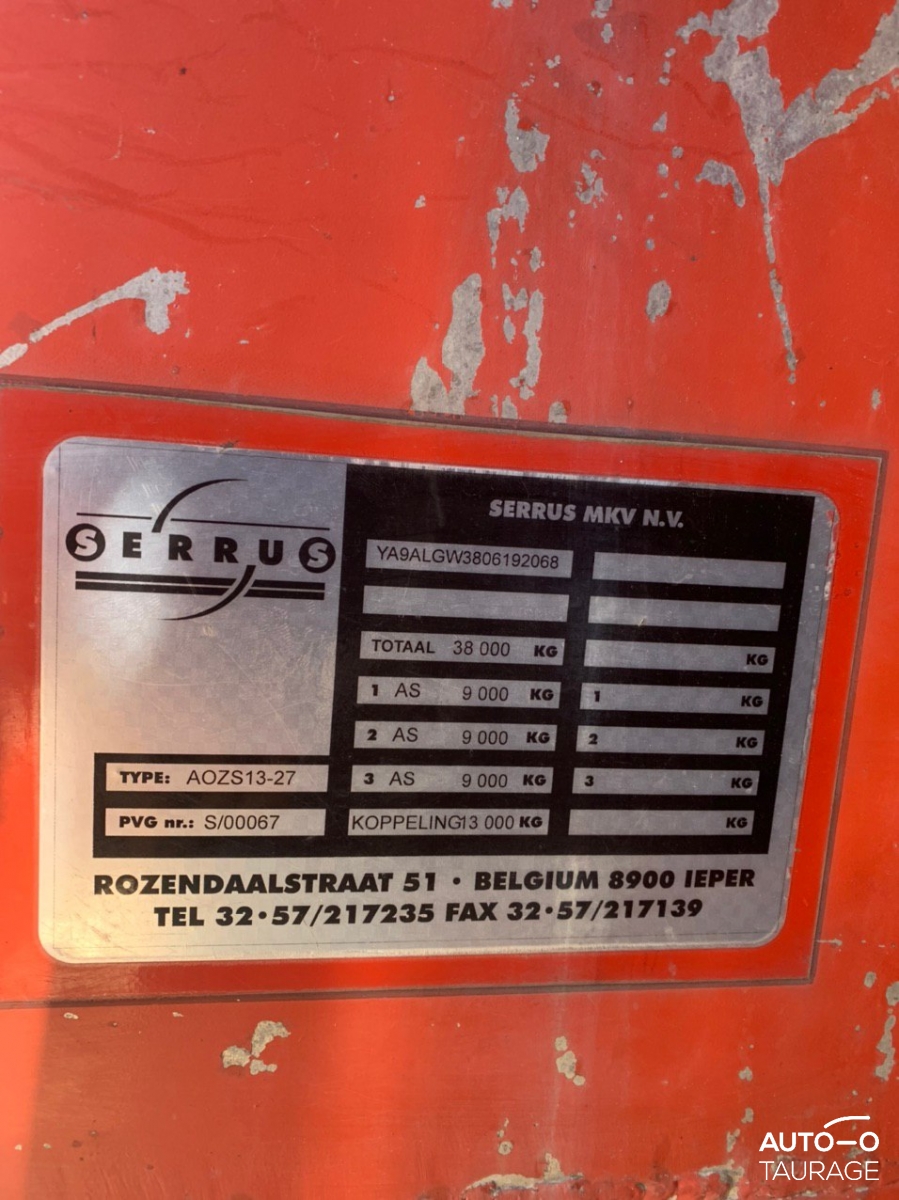 SERRUS
SERRUS MKV N.V.
YA9ALGW3806192068
TOTAAL 38 000 KG
KG
1 AS 9 000 KG
1 KG
2 AS 9 000 KG
2 KG
TYPE: AOZS13-27
3 AS 9 000 KG
3 KG
PVG nr.: S/00067
KOPPELING13 000 KG
KG
ROZENDAALSTRAAT 51 · BELGIUM 8900 IEPER
TEL 32·57/217235 FAX 32·57/217139
AUTO-O
TAURAGE